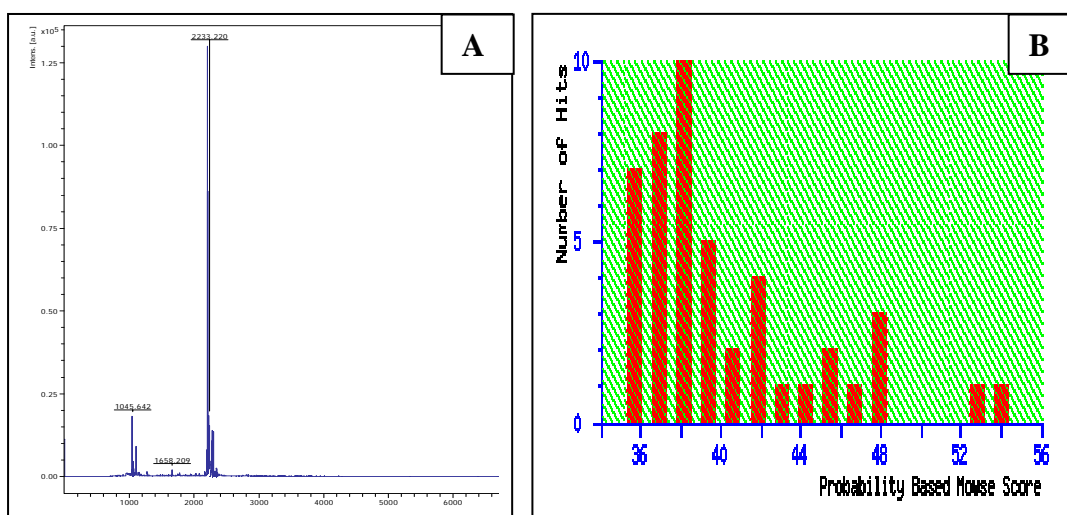 A
x10⁵
Intens. [a.u.]
2233.220
1.25
1.00
0.75
0.50
0.25
0.00
1045.642
1658.209
1000 2000 3000 4000 5000 6000
B
Number of Hits
10
5
0
36 40 44 48 52 56
Probability Based Mowse Score